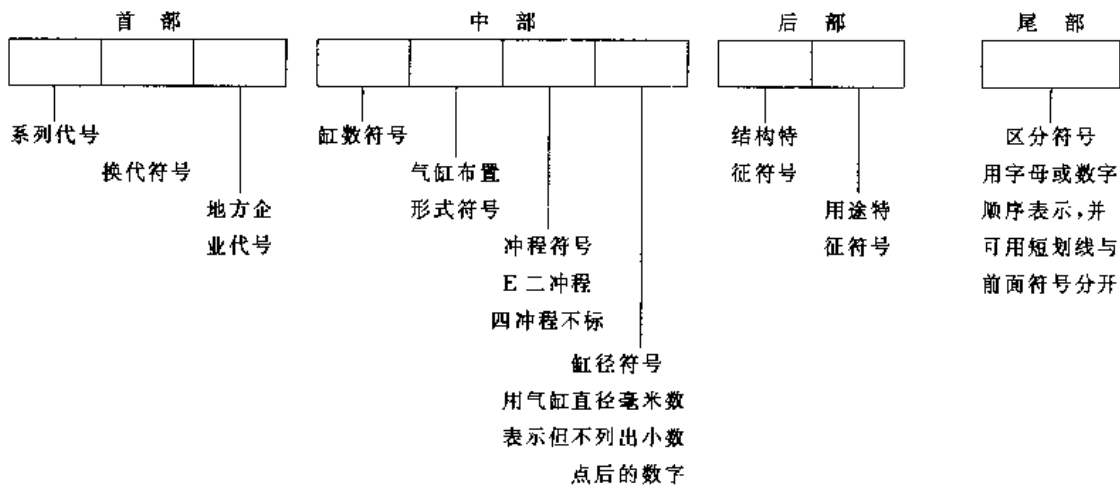 首部
中部
后部
尾部
系列代号
换代符号
地方企
业代号
缸数符号
气缸布置
形式符号
冲程符号
E 二冲程
四冲程不标
缸径符号
用气缸直径毫米数
表示但不列出小数
点后的数字
结构特
征符号
用途特
征符号
区分符号
用字母或数字
顺序表示,并
可用短划线与
前面符号分开